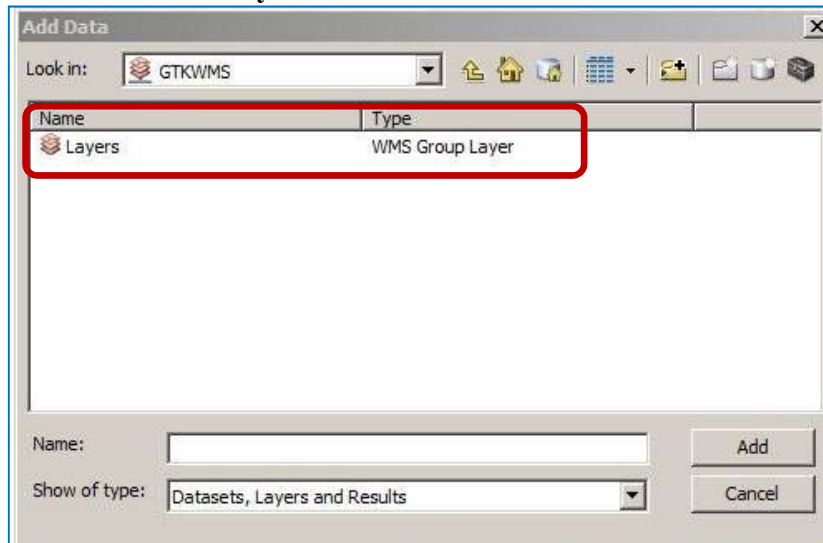 Add Data
Look in: GTKWMS
Name Type
Layers WMS Group Layer
Name: Add
Show of type: Datasets, Layers and Results Cancel